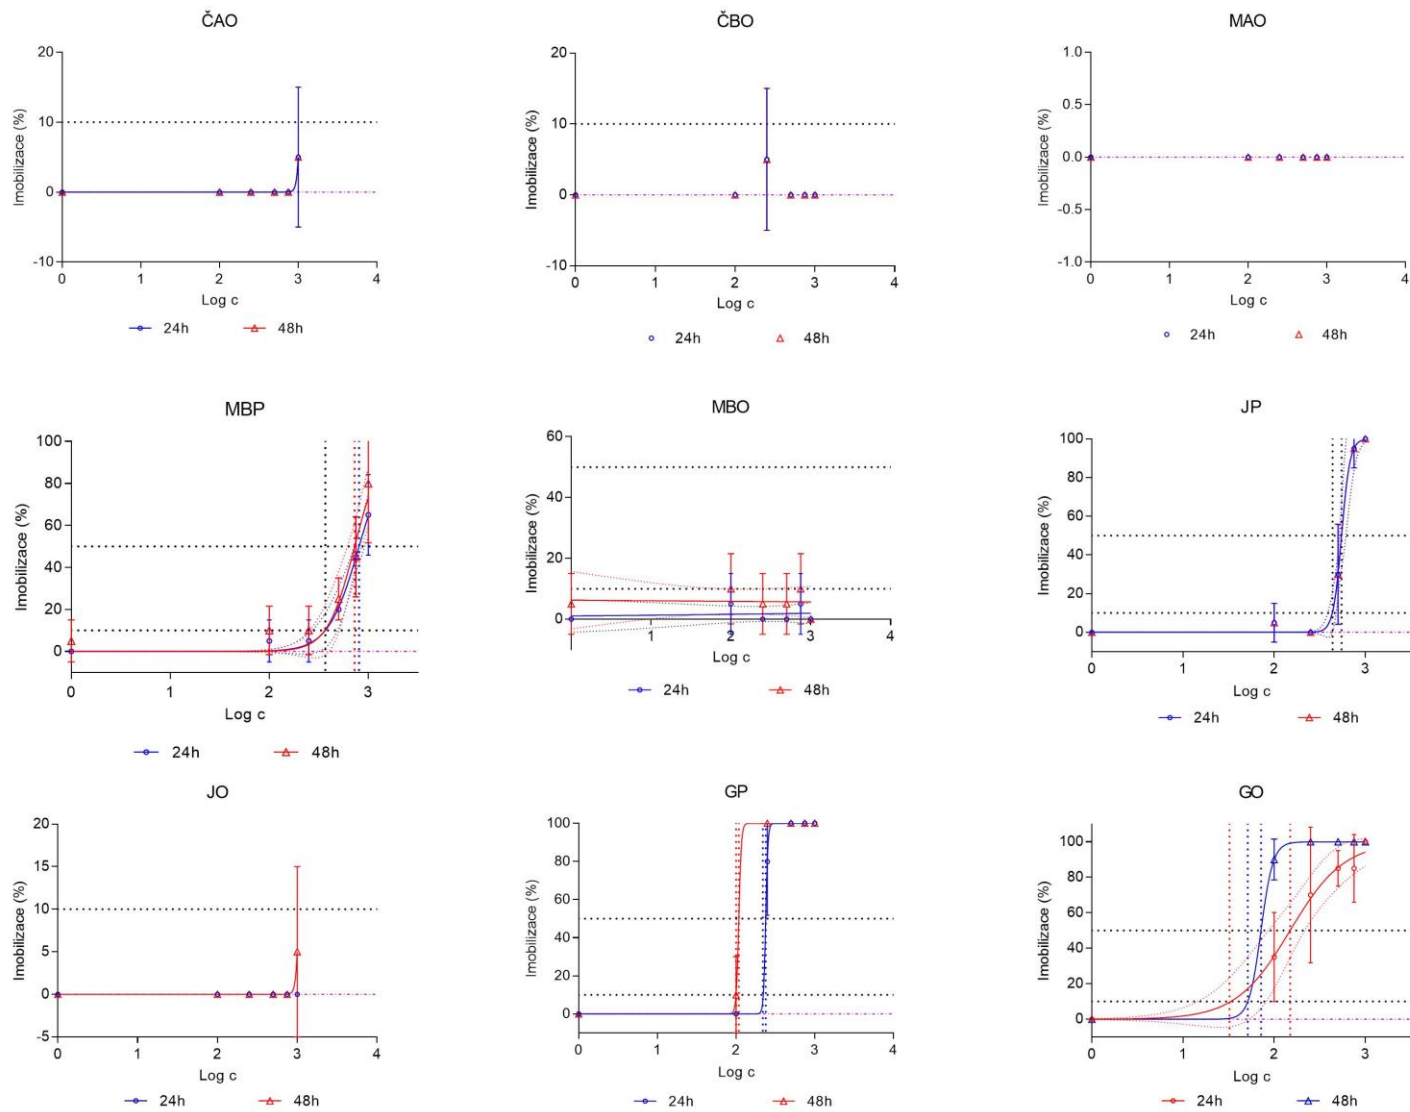 ČAO
20
10
0
-10
Imobilizace (%)
0 1 2 3 4
Log c
24h 48h
ČBO
20
10
0
-10
Imobilizace (%)
0 1 2 3 4
Log c
24h 48h
MAO
1.0
0.5
0.0
-0.5
-1.0
Imobilizace (%)
0 1 2 3 4
Log c
24h 48h
MBP
100
80
60
40
20
0
Imobilizace (%)
0 1 2 3
Log c
24h 48h
MBO
60
40
20
0
Imobilizace (%)
1 2 3 4
Log c
24h 48h
JP
100
80
60
40
20
0
Imobilizace (%)
0 1 2 3
Log c
24h 48h
JO
20
15
10
5
0
-5
Imobilizace (%)
0 1 2 3 4
Log c
24h 48h
GP
100
80
60
40
20
0
Imobilizace (%)
0 1 2 3 4
Log c
24h 48h
GO
100
80
60
40
20
0
Imobilizace (%)
0 1 2 3
Log c
24h 48h